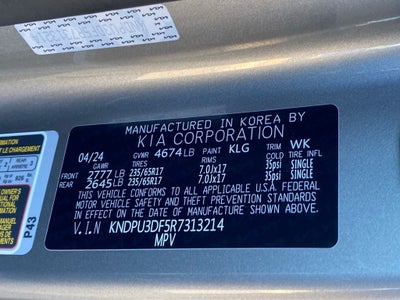 MANUFACTURED IN KOREA BY
KIA CORPORATION
04/24 GVWR 4674LB PAINT KLG TRIM WK
GAWR TIRES RIMS COLD TIRE INFL
FRONT 2777LB 235/65R17 7.0Jx17 35psi SINGLE
REAR 2645LB 235/65R17 7.0Jx17 35psi SINGLE
THIS VEHICLE CONFORMS TO ALL APPLICABLE U.S.A. FEDERAL
MOTOR VEHICLE SAFETY AND THEFT PREVENTION STANDARDS
IN EFFECT ON THE DATE OF MANUFACTURE SHOWN ABOVE.
V.I.N KNDPU3DF5R7313214
MPV
P43